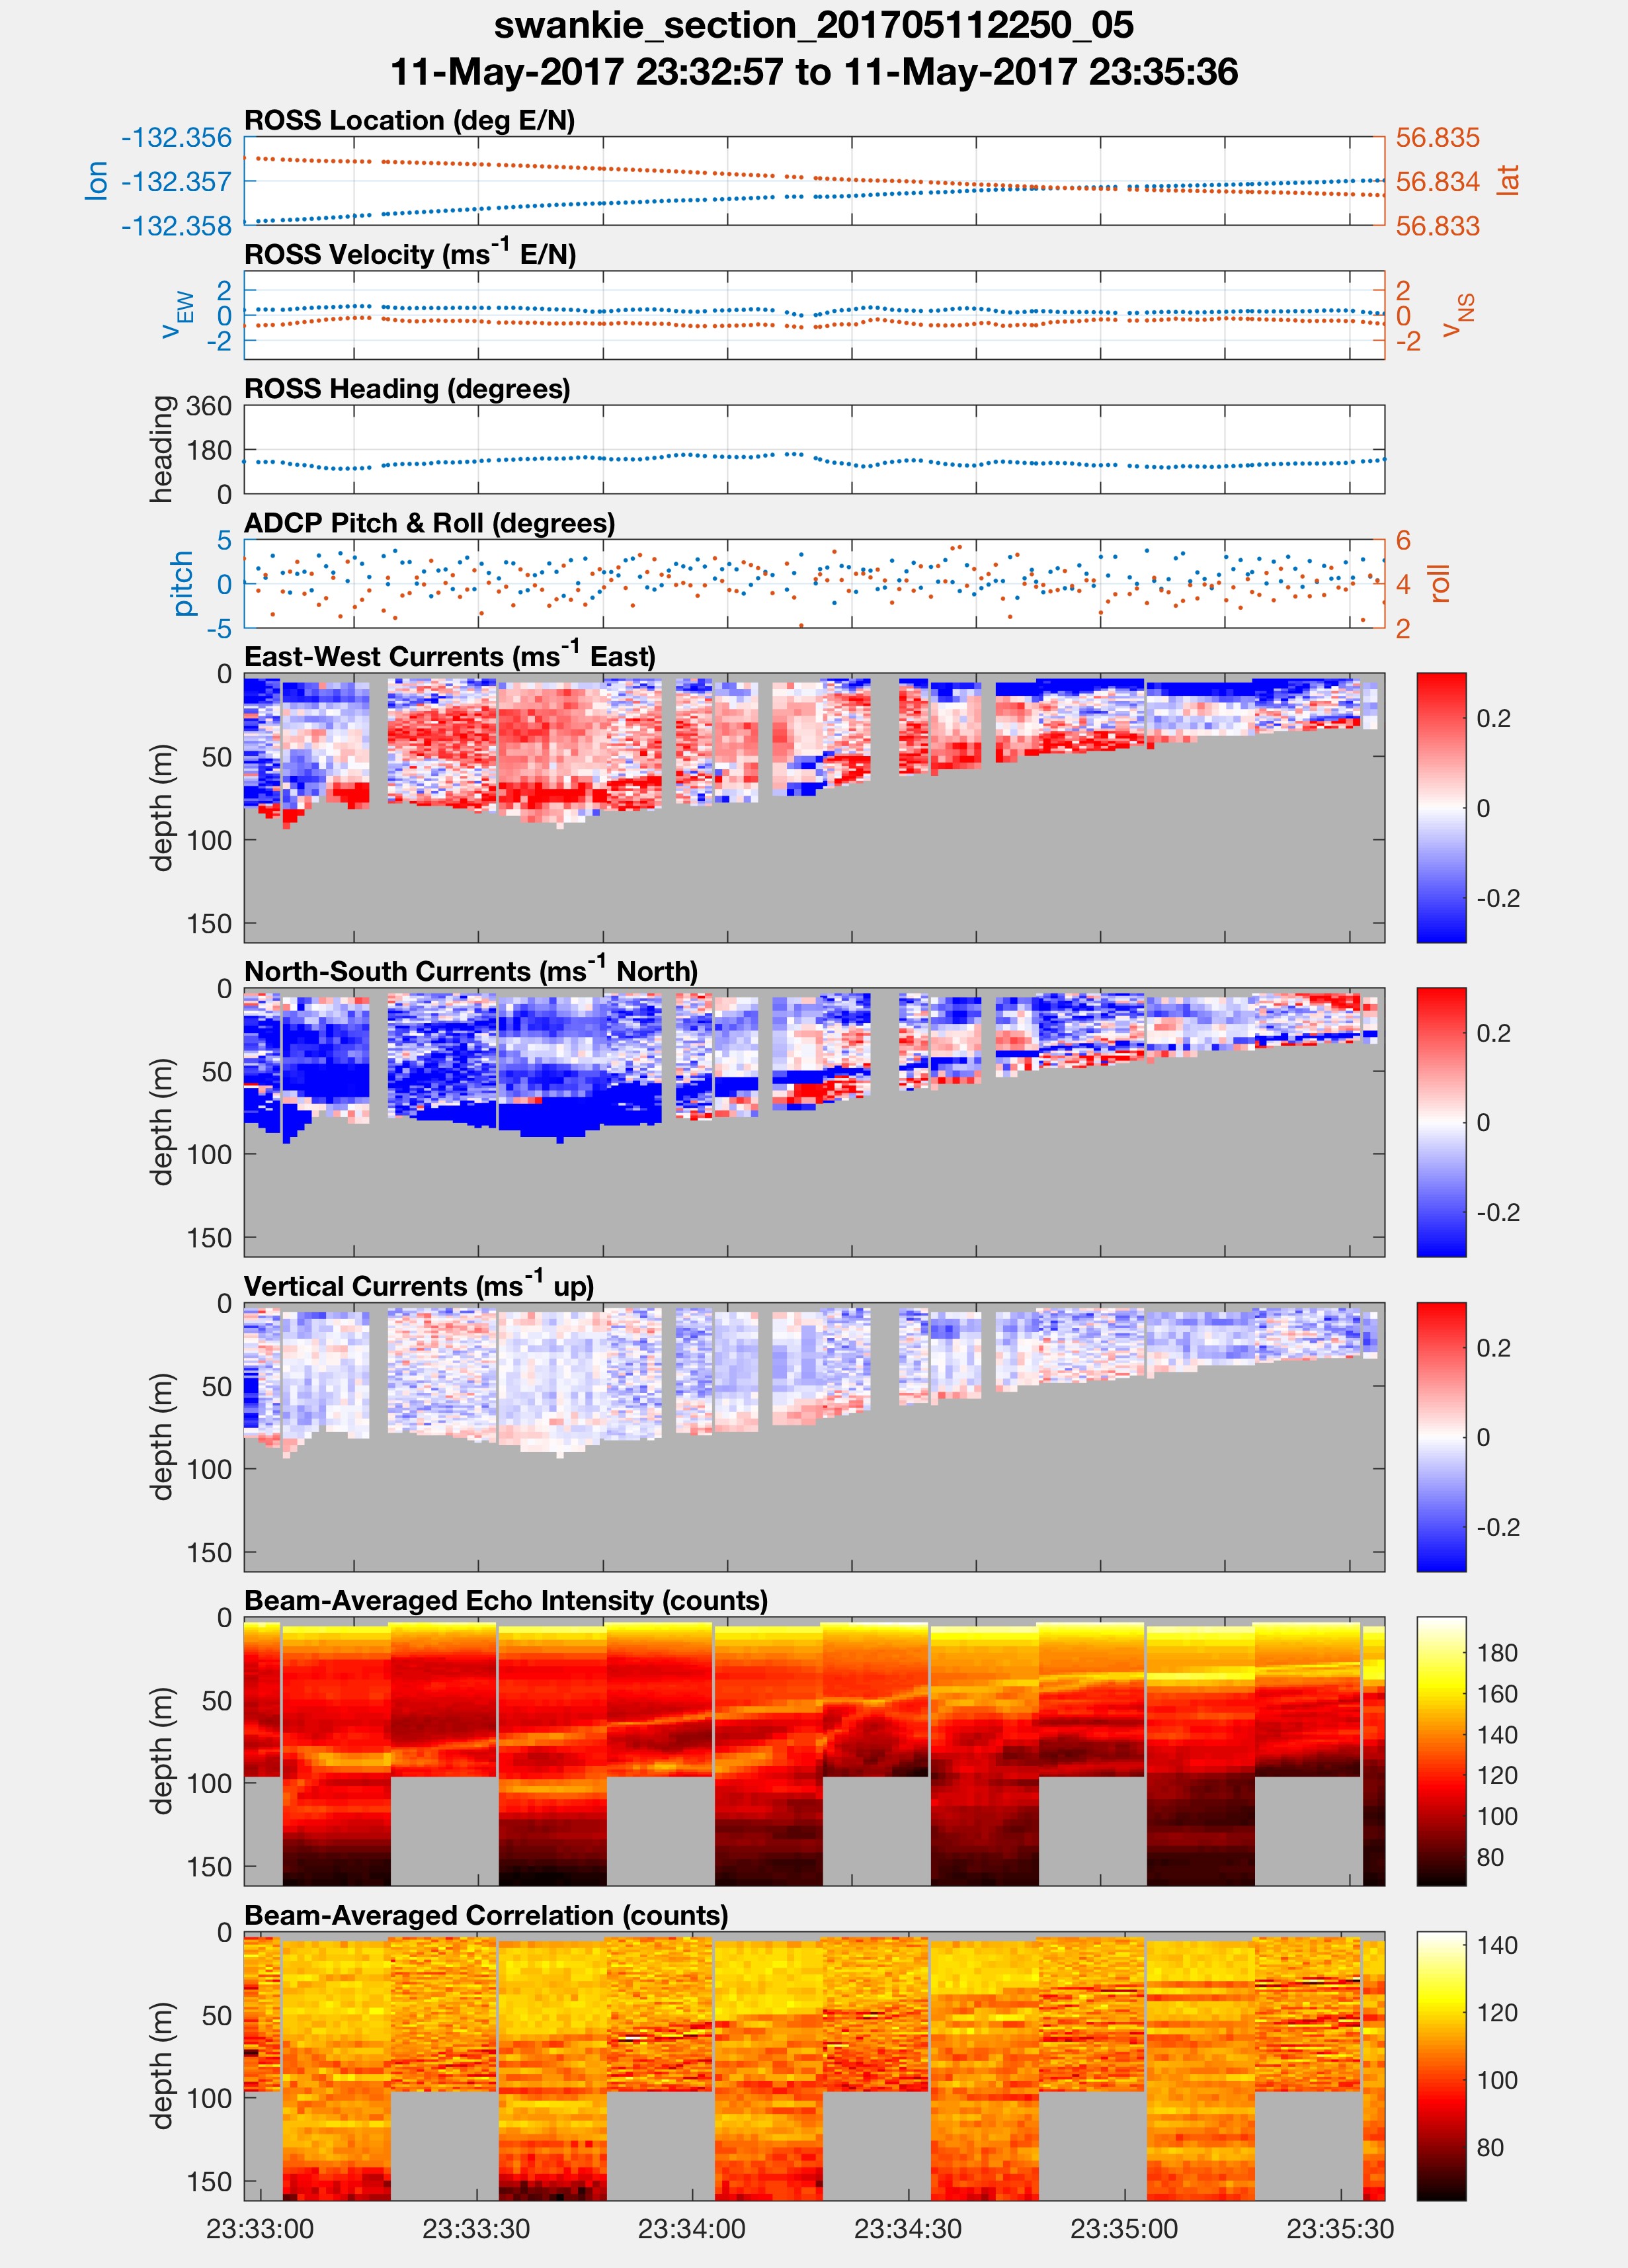 swankie_section_201705112250_05
11-May-2017 23:32:57 to 11-May-2017 23:35:36
ROSS Location (deg E/N)
-132.356
-132.357
-132.358
lon
56.835
56.834
56.833
lat
ROSS Velocity (ms-1 E/N)
2
0
-2
vEW
2
0
-2
vNS
ROSS Heading (degrees)
360
180
0
heading
ADCP Pitch & Roll (degrees)
5
0
-5
pitch
6
4
2
roll
East-West Currents (ms-1 East)
0
50
100
150
depth (m)
0.2
0
-0.2
North-South Currents (ms-1 North)
0
50
100
150
depth (m)
0.2
0
-0.2
Vertical Currents (ms-1 up)
0
50
100
150
depth (m)
0.2
0
-0.2
Beam-Averaged Echo Intensity (counts)
0
50
100
150
depth (m)
180
160
140
120
100
80
Beam-Averaged Correlation (counts)
0
50
100
150
depth (m)
140
120
100
80
23:33:00 23:33:30 23:34:00 23:34:30 23:35:00 23:35:30